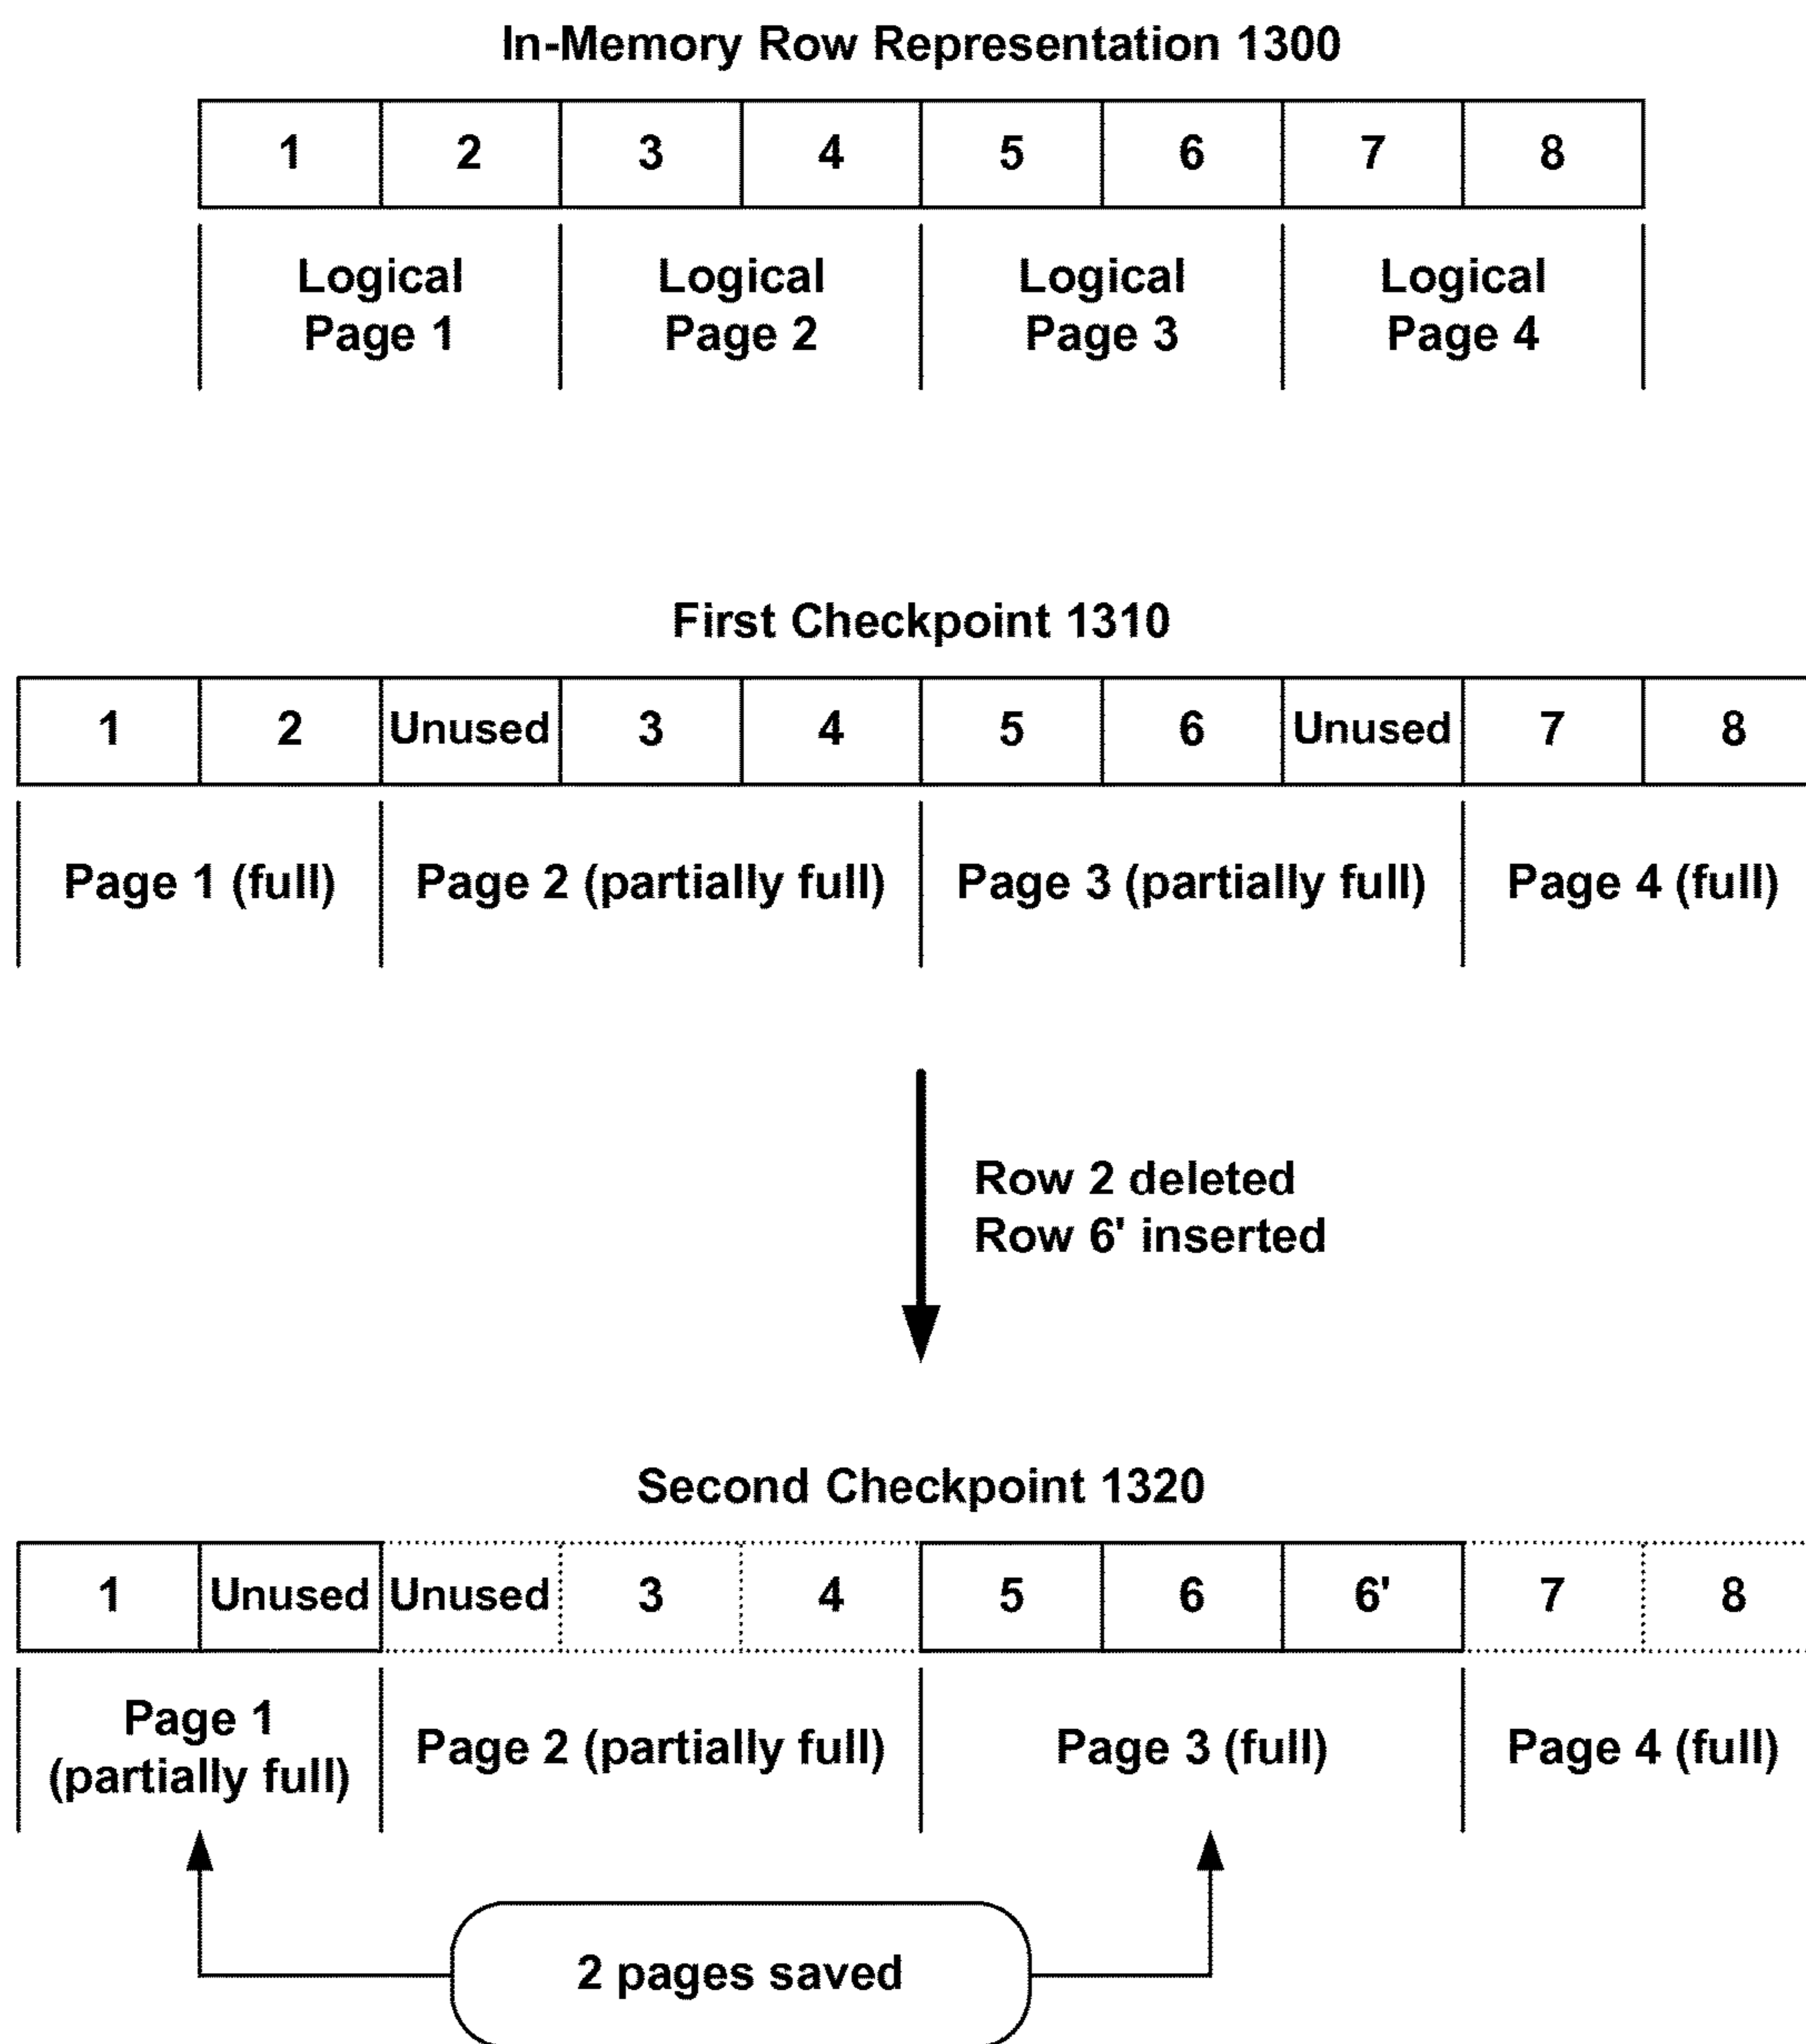 In-Memory Row Representation 1300
1 2 3 4 5 6 7 8
Logical Logical Logical Logical
Page 1 Page 2 Page 3 Page 4
First Checkpoint 1310
1 2 Unused 3 4 5 6 Unused 7 8
Page 1 (full) Page 2 (partially full) Page 3 (partially full) Page 4 (full)
Row 2 deleted
Row 6' inserted
Second Checkpoint 1320
1 Unused Unused 3 4 5 6 6' 7 8
Page 1
(partially full) Page 2 (partially full) Page 3 (full) Page 4 (full)
2 pages saved